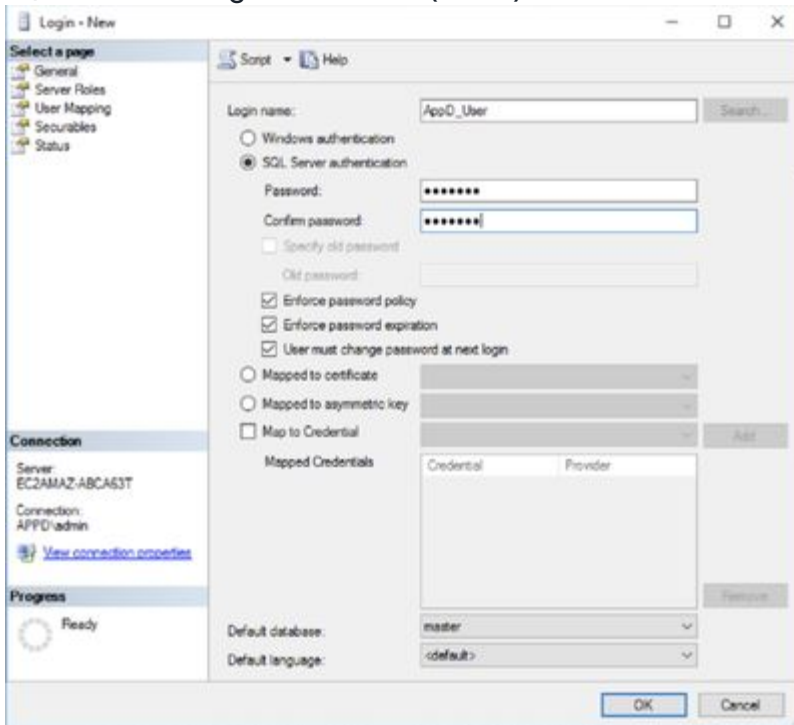 Login - New
Select a page
General
Server Roles
User Mapping
Securables
Status
Script
Help
Login name:
AppD_User
Search...
Windows authentication
SQL Server authentication
Password:
Confirm password:
Specify old password
Old password:
Enforce password policy
Enforce password expiration
User must change password at next login
Mapped to certificate
Mapped to asymmetric key
Map to Credential
Add
Mapped Credentials
Credential Provider
Connection
Server:
EC2AMAZ-ABCA63T
Connection:
APPD\admin
View connection properties
Progress
Ready
Remove
Default database:
master
Default language:
<default>
OK
Cancel